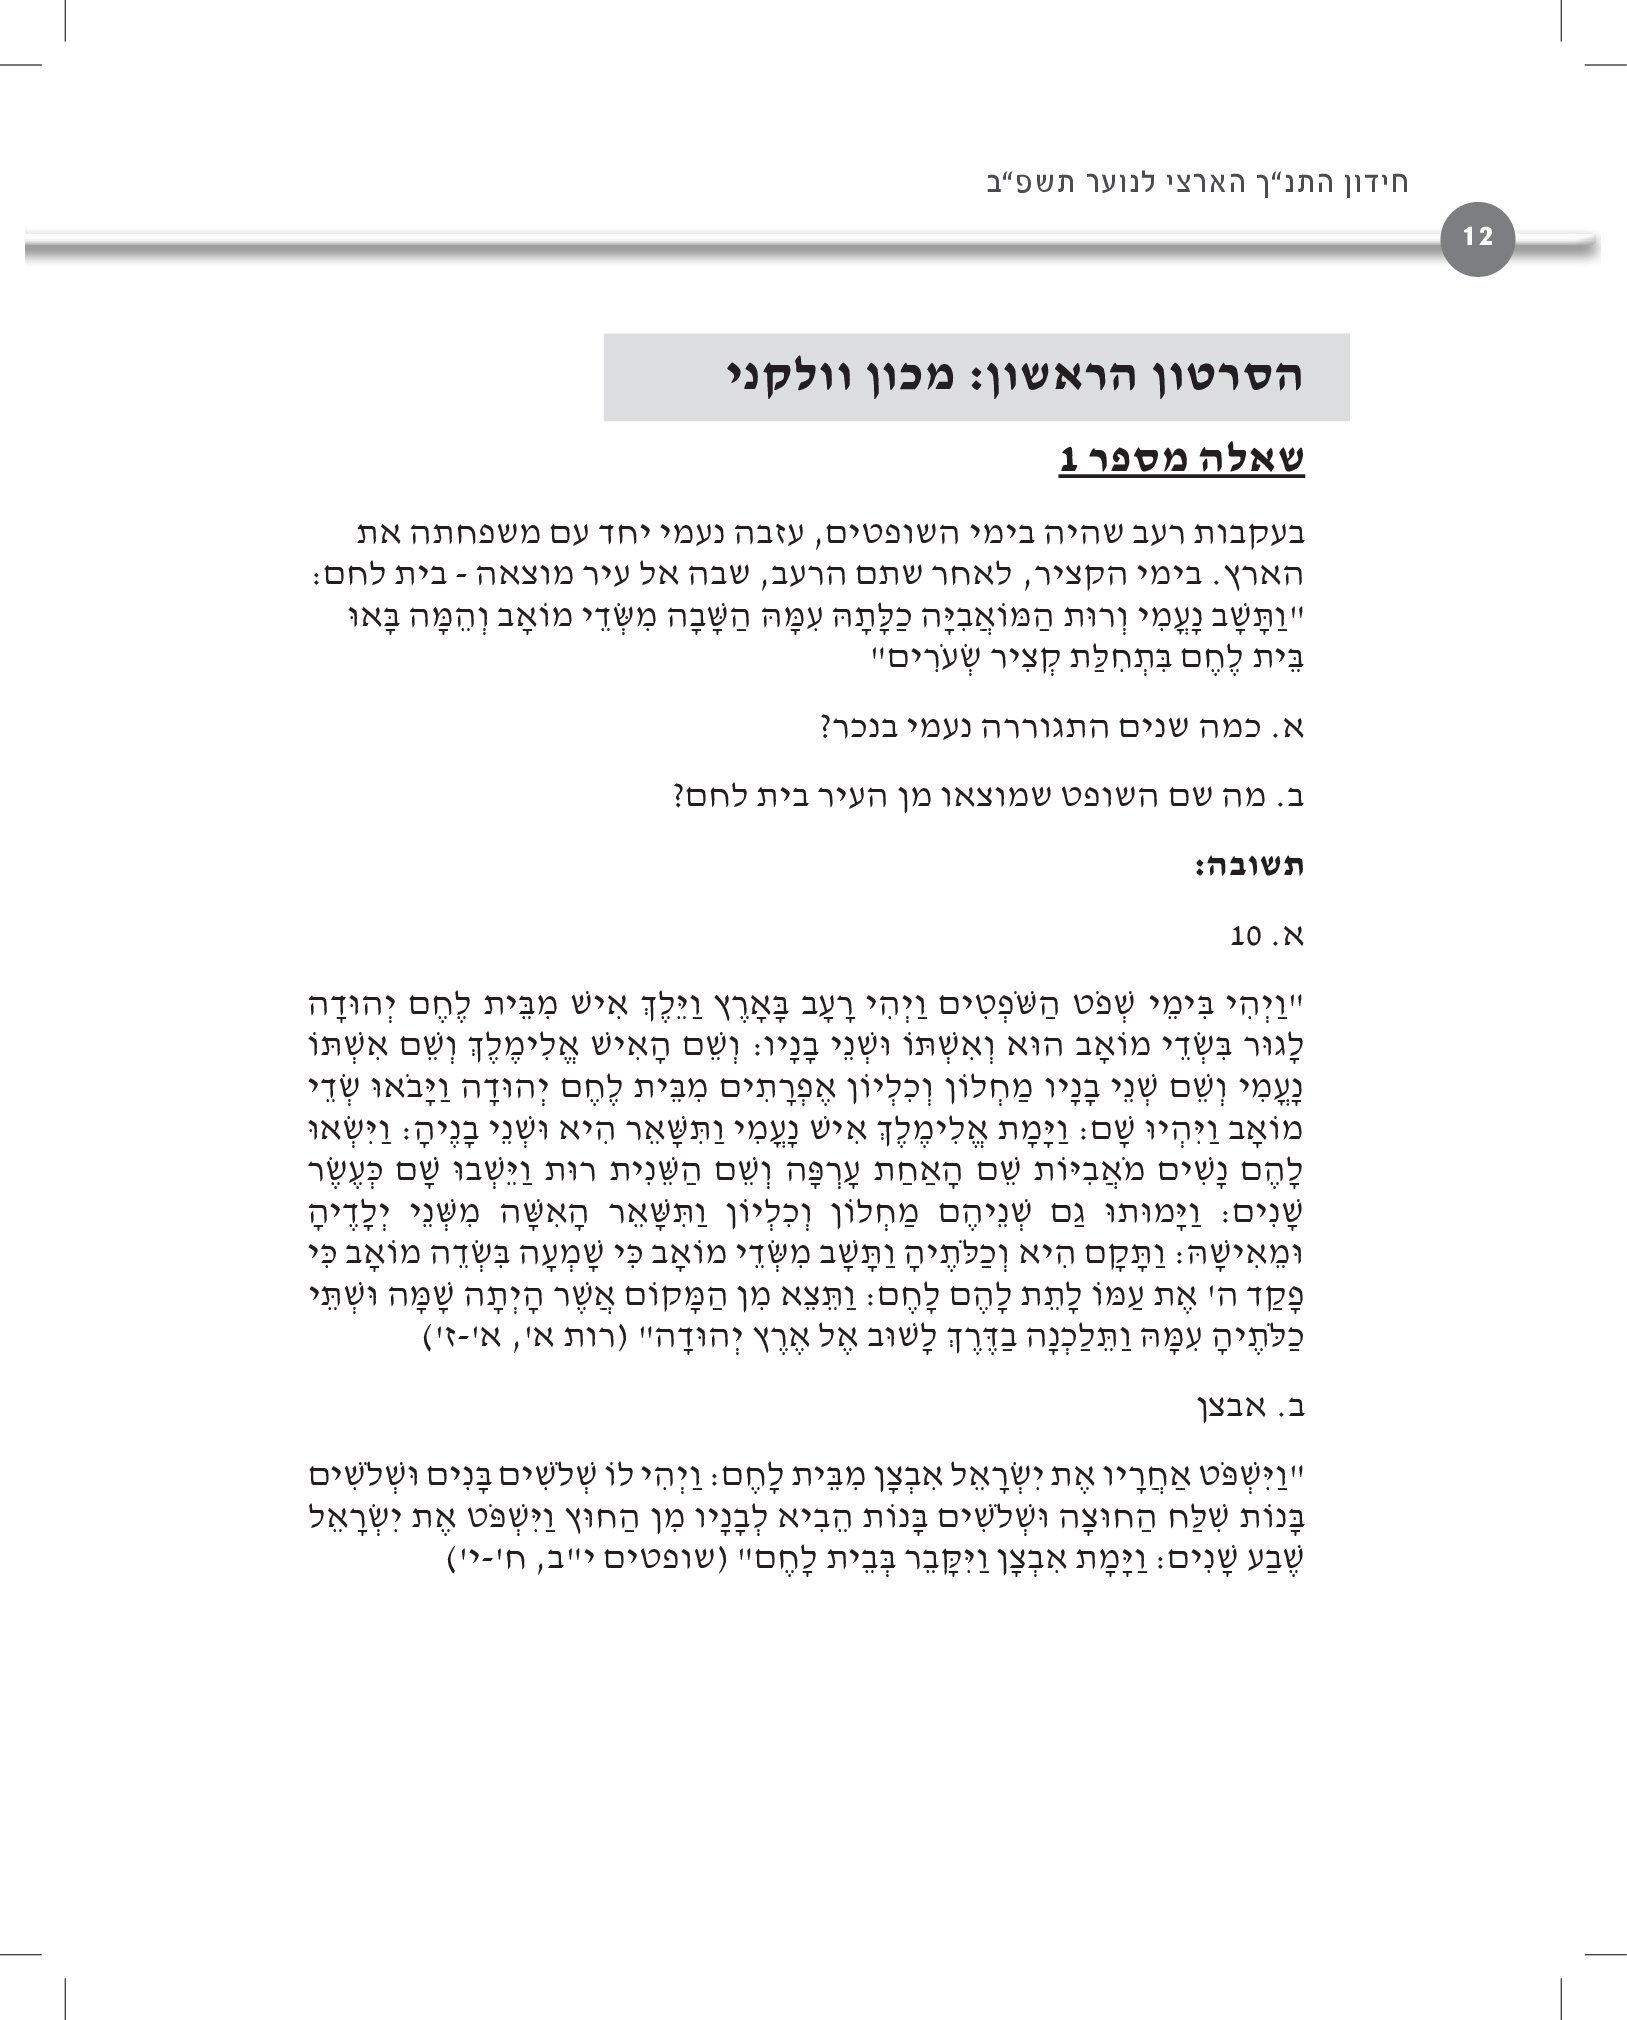 חידון התנ"ך הארצי לנוער תשפ"ב
12
הסרטון הראשון: מכון וולקני
שאלה מספר 1
בעקבות רעב שהיה בימי השופטים, עזבה נעמי יחד עם משפחתה את
הארץ. בימי הקציר, לאחר שתם הרעב, שבה אל עיר מוצאה - בית לחם:
"וַתָּשָׁב נָעֳמִי וְרוּת הַמּוֹאֲבִיָּה כַלָּתָהּ עִמָּהּ הַשָּׁבָה מִשְּׂדֵי מוֹאָב וְהֵמָּה בָּאוּ
בֵּית לֶחֶם בִּתְחִלַּת קְצִיר שְׂעֹרִים"
א. כמה שנים התגוררה נעמי בנכר?
ב. מה שם השופט שמוצאו מן העיר בית לחם?
תשובה:
א. 10
"וַיְהִי בִּימֵי שְׁפֹט הַשֹּׁפְטִים וַיְהִי רָעָב בָּאָרֶץ וַיֵּלֶךְ אִישׁ מִבֵּית לֶחֶם יְהוּדָה
לָגוּר בִּשְׂדֵי מוֹאָב הוּא וְאִשְׁתּוֹ וּשְׁנֵי בָנָיו: וְשֵׁם הָאִישׁ אֱלִימֶלֶךְ וְשֵׁם אִשְׁתּוֹ
נָעֳמִי וְשֵׁם שְׁנֵי בָנָיו מַחְלוֹן וְכִלְיוֹן אֶפְרָתִים מִבֵּית לֶחֶם יְהוּדָה וַיָּבֹאוּ שְׂדֵי
מוֹאָב וַיִּהְיוּ שָׁם: וַיָּמָת אֱלִימֶלֶךְ אִישׁ נָעֳמִי וַתִּשָּׁאֵר הִיא וּשְׁנֵי בָנֶיהָ: וַיִּשְׂאוּ
לָהֶם נָשִׁים מֹאֲבִיּוֹת שֵׁם הָאַחַת עָרְפָּה וְשֵׁם הַשֵּׁנִית רוּת וַיֵּשְׁבוּ שָׁם כְּעֶשֶׂר
שָׁנִים: וַיָּמוּתוּ גַם שְׁנֵיהֶם מַחְלוֹן וְכִלְיוֹן וַתִּשָּׁאֵר הָאִשָּׁה מִשְּׁנֵי יְלָדֶיהָ
וּמֵאִישָׁהּ: וַתָּקָם הִיא וְכַלֹּתֶיהָ וַתָּשָׁב מִשְּׂדֵי מוֹאָב כִּי שָׁמְעָה בִּשְׂדֵה מוֹאָב כִּי
פָקַד ה' אֶת עַמּוֹ לָתֵת לָהֶם לָחֶם: וַתֵּצֵא מִן הַמָּקוֹם אֲשֶׁר הָיְתָה שָׁמָּה וּשְׁתֵּי
כַלֹּתֶיהָ עִמָּהּ וַתֵּלַכְנָה בַדֶּרֶךְ לָשׁוּב אֶל אֶרֶץ יְהוּדָה" (רות א', א'-ז')
ב. אבצן
"וַיִּשְׁפֹּט אַחֲרָיו אֶת יִשְׂרָאֵל אִבְצָן מִבֵּית לָחֶם: וַיְהִי לוֹ שְׁלֹשִׁים בָּנִים וּשְׁלֹשִׁים
בָּנוֹת שִׁלַּח הַחוּצָה וּשְׁלֹשִׁים בָּנוֹת הֵבִיא לְבָנָיו מִן הַחוּץ וַיִּשְׁפֹּט אֶת יִשְׂרָאֵל
שֶׁבַע שָׁנִים: וַיָּמָת אִבְצָן וַיִּקָּבֵר בְּבֵית לָחֶם" (שופטים י"ב, ח'-י')